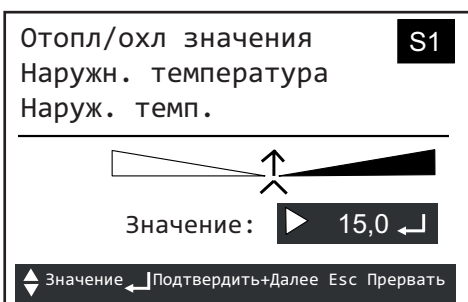 Отопл/охл значения S1
Наружн. температура
Наруж. темп.
Значение: 15,0
Значение Подтвердить+Далее Esc Прервать